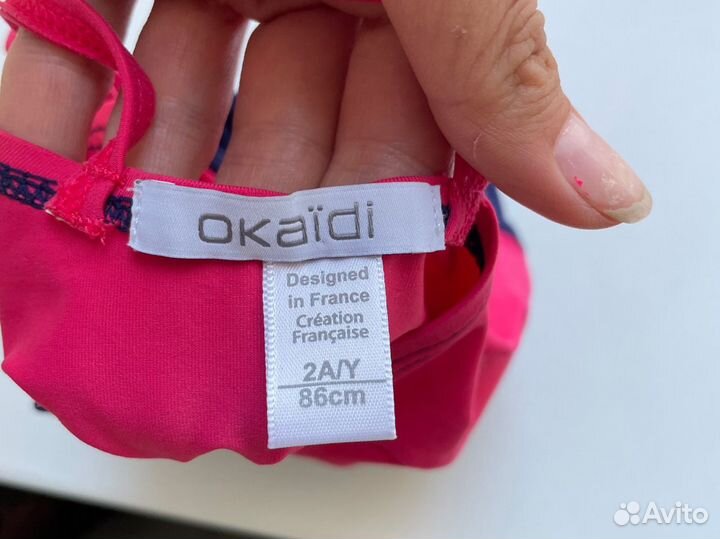 okaïdi
Designed
in France
Création
Française
2A/Y
86cm
Avito